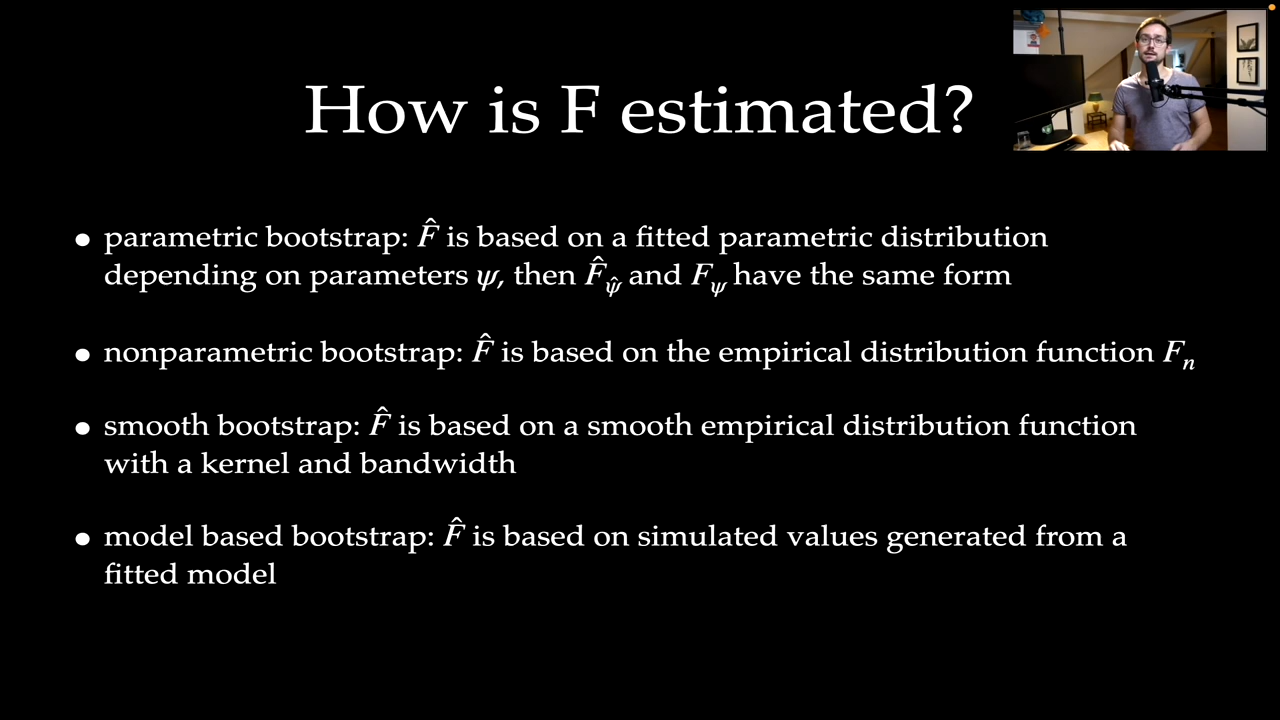 How is F estimated?
• parametric bootstrap: F̂ is based on a fitted parametric distribution
depending on parameters ψ, then F̂_ψ̂ and F_ψ have the same form
• nonparametric bootstrap: F̂ is based on the empirical distribution function F_n
• smooth bootstrap: F̂ is based on a smooth empirical distribution function
with a kernel and bandwidth
• model based bootstrap: F̂ is based on simulated values generated from a
fitted model